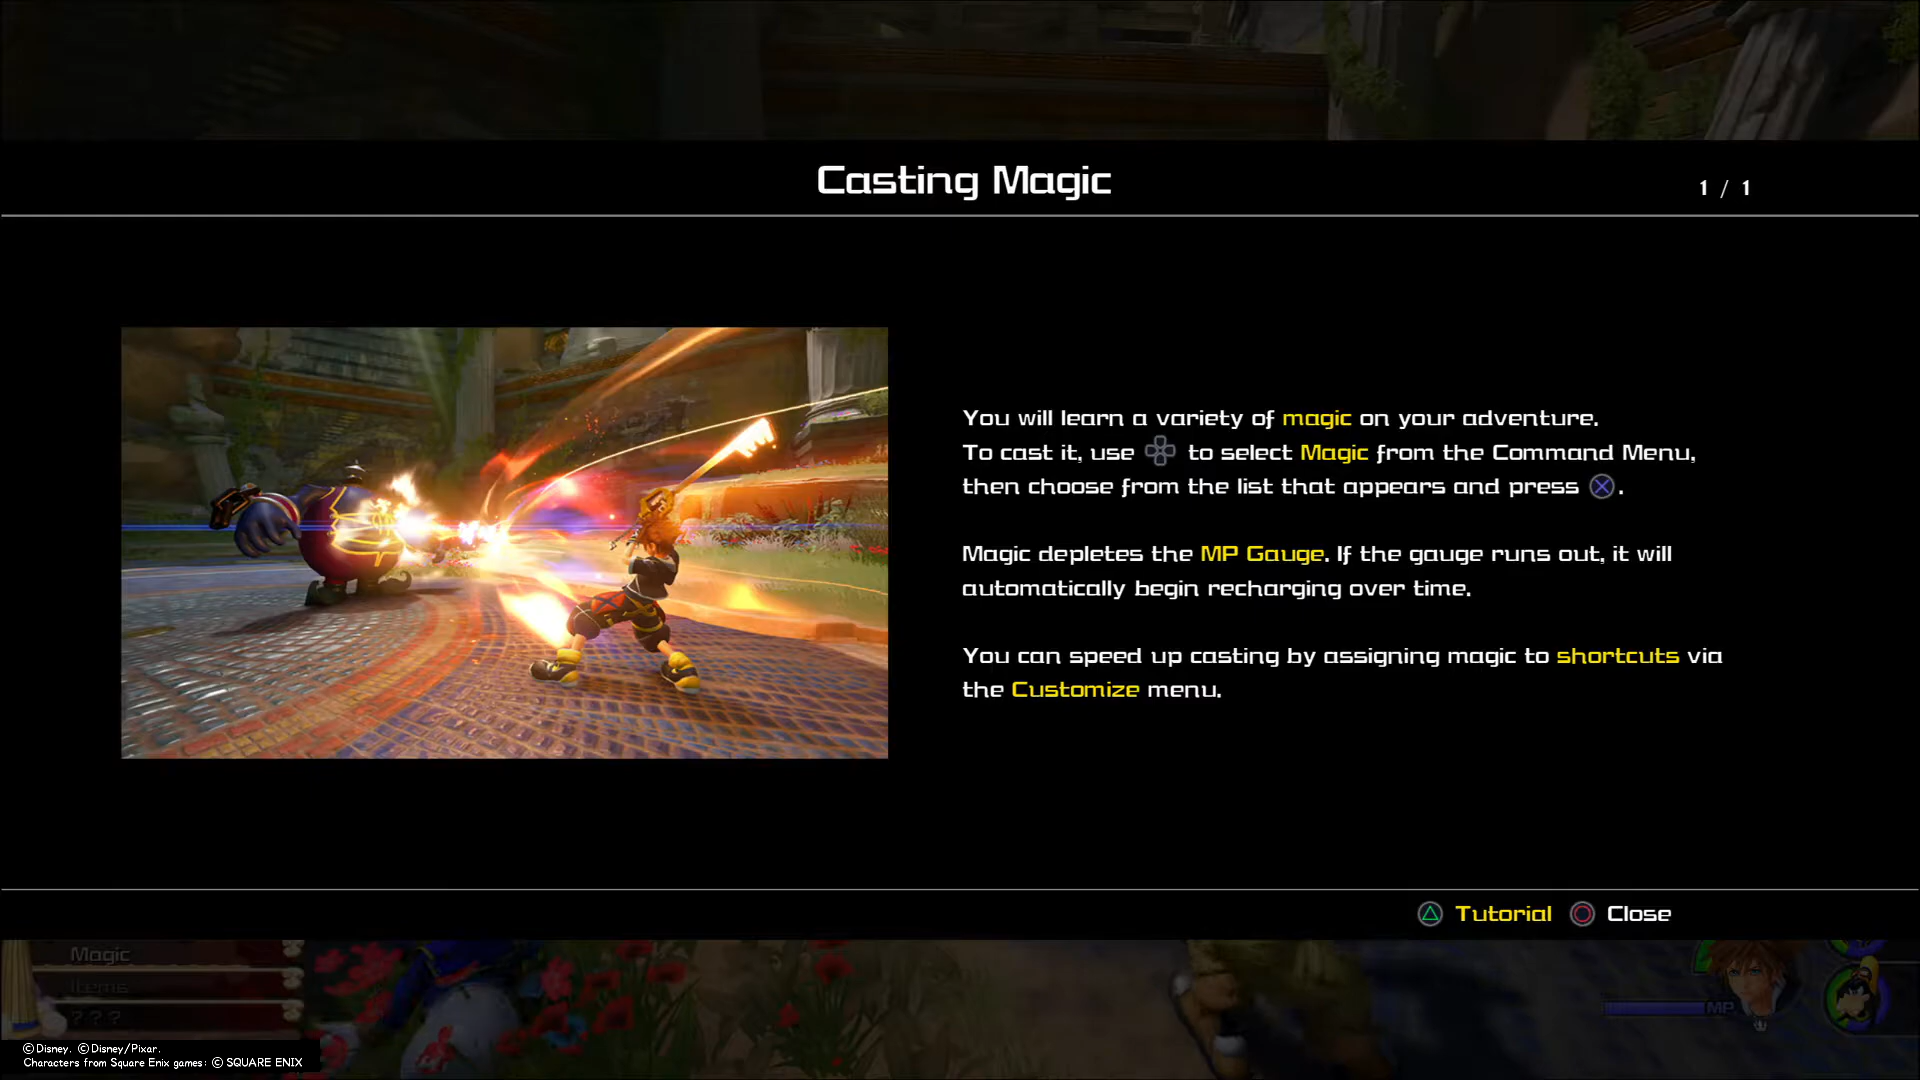 Casting Magic
1 / 1
You will learn a variety of magic on your adventure.
To cast it, use to select Magic from the Command Menu,
then choose from the list that appears and press .
Magic depletes the MP Gauge. If the gauge runs out, it will
automatically begin recharging over time.
You can speed up casting by assigning magic to shortcuts via
the Customize menu.
Tutorial Close
Magic
Items
? ? ?
MP
©Disney. ©Disney/Pixar.
Characters from Square Enix games: © SQUARE ENIX